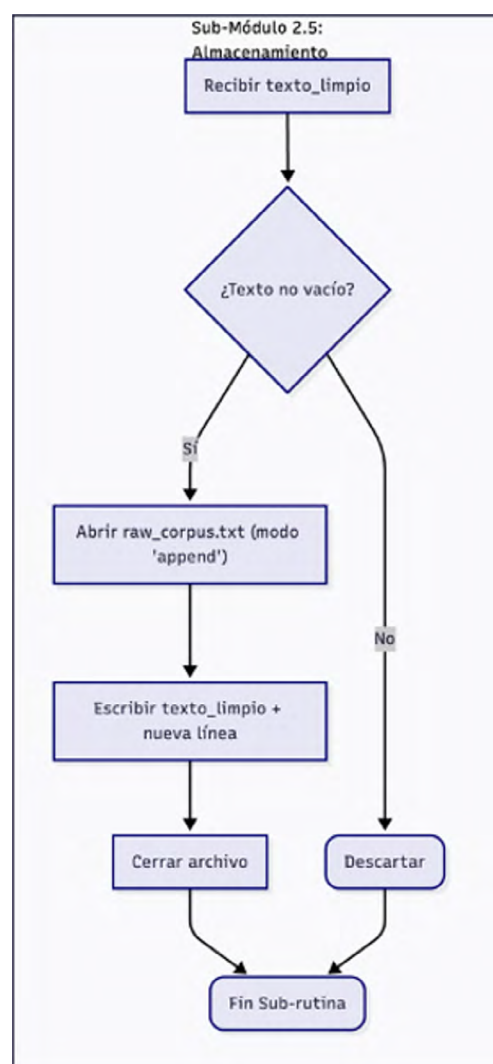 Sub-Módulo 2.5:
Almacenamiento
Recibir texto_limpio
¿Texto no vacío?
Sí
Abrir raw_corpus.txt (modo
'append')
No
Escribir texto_limpio +
nueva línea
Cerrar archivo
Descartar
Fin Sub-rutina